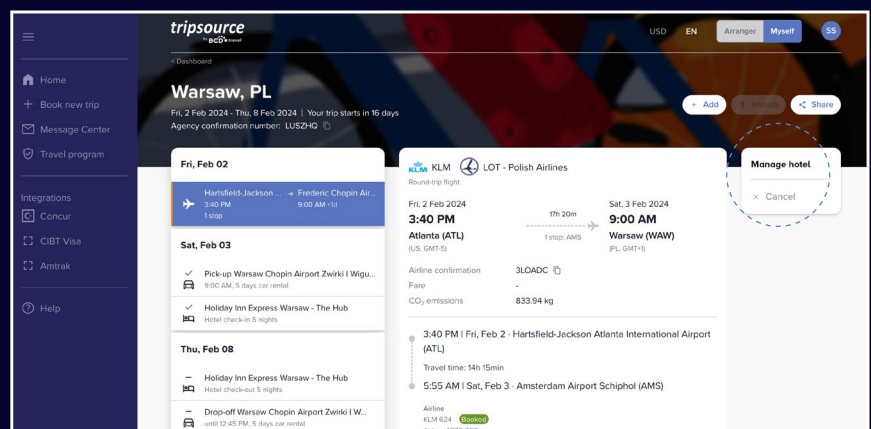 tripsource
by BCD travel
USD
EN
Arranger
Myself
SS
< Dashboard
Warsaw, PL
Fri, 2 Feb 2024 - Thu, 8 Feb 2024 | Your trip starts in 16 days
Agency confirmation number: LUSZHQ
+ Add
Invoice
Share
Home
Book new trip
Message Center
Travel program
Integrations
Concur
CIBT Visa
Amtrak
Help
Fri, Feb 02
Hartsfield-Jackson ... → Frederic Chopin Air...
3:40 PM 9:00 AM +1d
1 stop
Sat, Feb 03
Pick-up Warsaw Chopin Airport Zwirki I Wigu...
9:00 AM, 5 days car rental
Holiday Inn Express Warsaw - The Hub
Hotel check-in 5 nights
Thu, Feb 08
Holiday Inn Express Warsaw - The Hub
Hotel check-out 5 nights
Drop-off Warsaw Chopin Airport Zwirki I W...
until 12:45 PM, 5 days car rental
KLM KLM LOT - Polish Airlines
Round-trip flight
Fri, 2 Feb 2024 Sat, 3 Feb 2024
3:40 PM 17h 20m 9:00 AM
Atlanta (ATL) 1 stop: AMS Warsaw (WAW)
(US, GMT-5) (PL, GMT+1)
Airline confirmation 3LOADC
Fare -
CO₂ emissions 833.94 kg
3:40 PM | Fri, Feb 2 · Hartsfield-Jackson Atlanta International Airport
(ATL)
Travel time: 14h 15min
5:55 AM | Sat, Feb 3 · Amsterdam Airport Schiphol (AMS)
Airline
KLM 624 Booked
Manage hotel
× Cancel